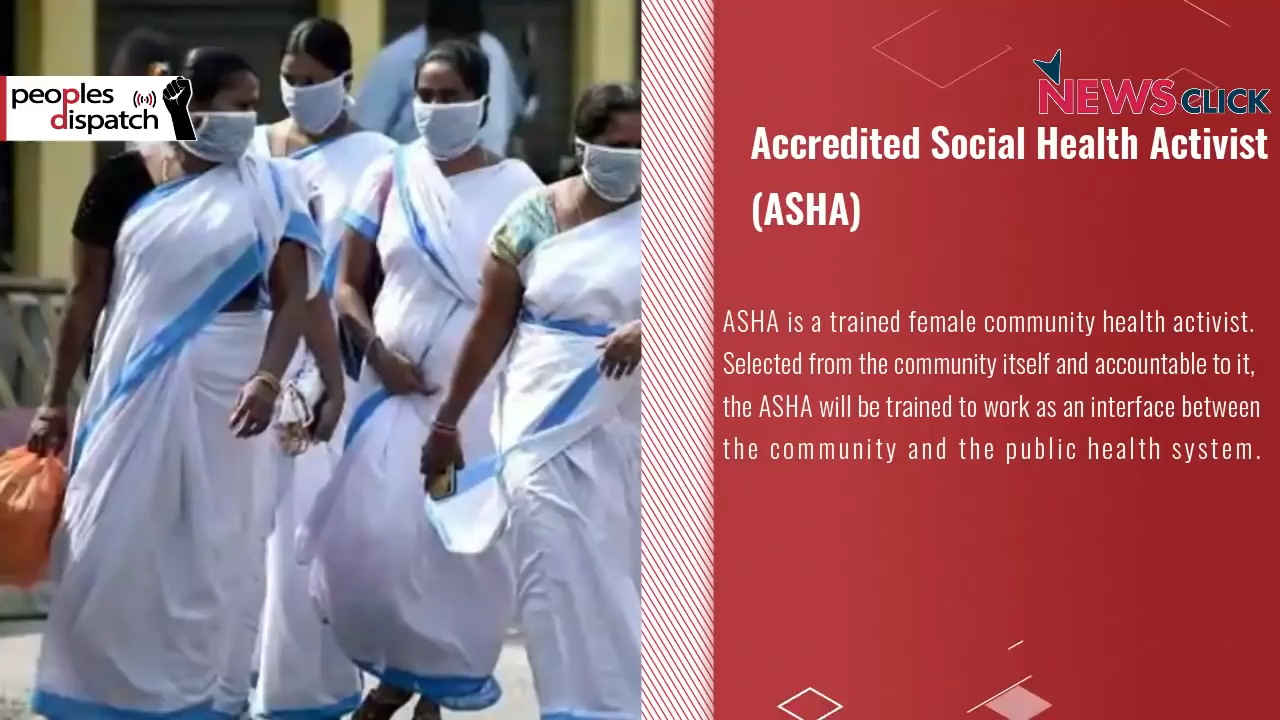 peoples
dispatch
NEWSCLICK
Accredited Social Health Activist
(ASHA)
ASHA is a trained female community health activist.
Selected from the community itself and accountable to it,
the ASHA will be trained to work as an interface between
the community and the public health system.